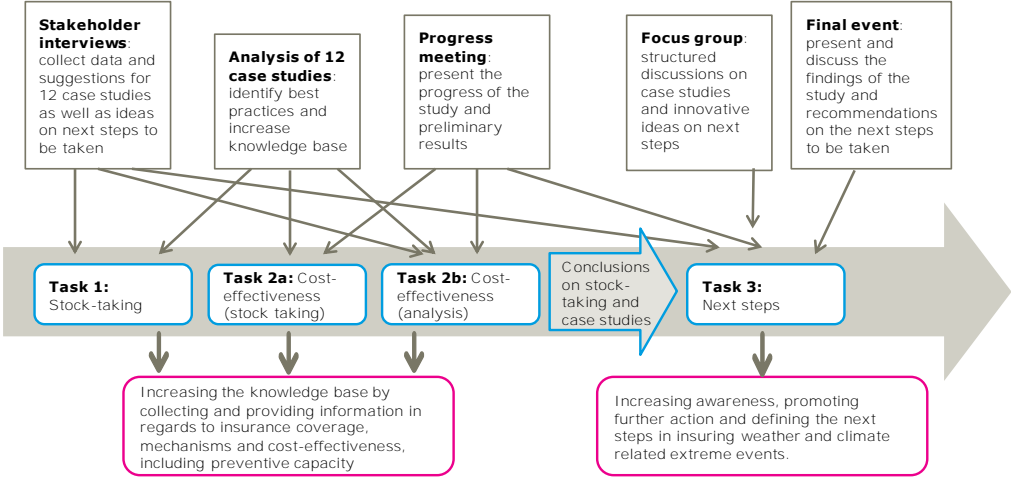 Stakeholder
interviews:
collect data and
suggestions for
12 case studies
as well as ideas
on next steps to
be taken
Analysis of 12
case studies:
identify best
practices and
increase
knowledge base
Progress
meeting:
present the
progress of the
study and
preliminary
results
Focus group:
structured
discussions on
case studies
and innovative
ideas on next
steps
Final event:
present and
discuss the
findings of the
study and
recommendations
on the next steps
to be taken
Task 1:
Stock-taking
Task 2a: Cost-
effectiveness
(stock taking)
Task 2b: Cost-
effectiveness
(analysis)
Conclusions
on stock-
taking and
case studies
Task 3:
Next steps
Increasing the knowledge base by
collecting and providing information in
regards to insurance coverage,
mechanisms and cost-effectiveness,
including preventive capacity
Increasing awareness, promoting
further action and defining the next
steps in insuring weather and climate
related extreme events.